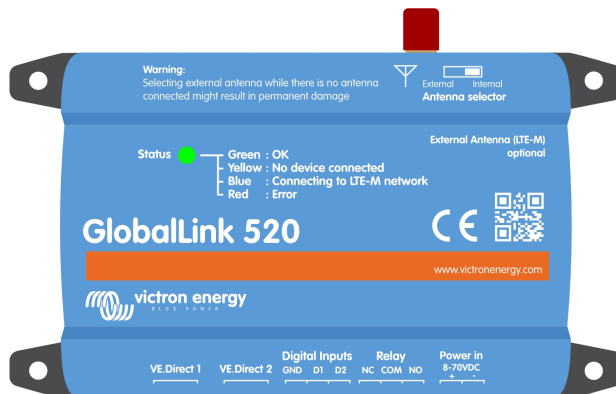 Warning:
Selecting external antenna while there is no antenna
connected might result in permanent damage
External Internal
Antenna selector
External Antenna (LTE-M)
optional
Status
Green : OK
Yellow : No device connected
Blue : Connecting to LTE-M network
Red : Error
GlobalLink 520
CE
www.victronenergy.com
victron energy
BLUE POWER
VE.Direct 1
VE.Direct 2
Digital Inputs
GND D1 D2
Relay
NC COM NO
Power in
8-70VDC
+ -